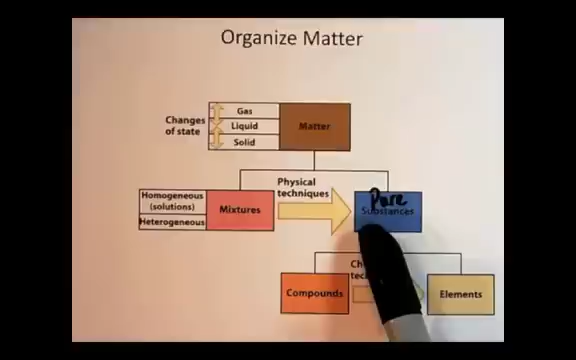 Organize Matter
Changes
of state
Gas
Liquid
Solid
Matter
Physical
techniques
Homogeneous
(solutions)
Heterogeneous
Mixtures
Pure
Substances
Compounds
Elements